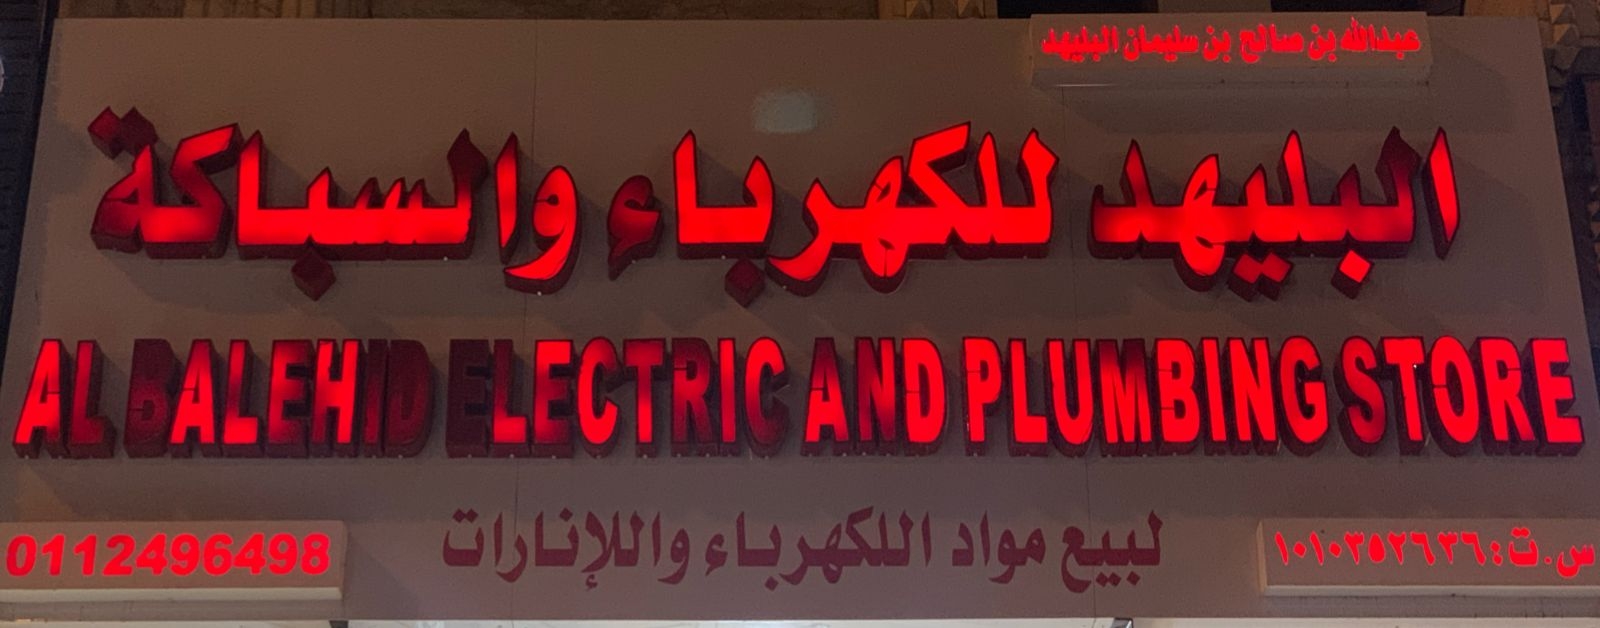 عبدالله بن صالح بن سليمان البليهد
البليهد للكهرباء والسباكة
AL BALEHID ELECTRIC AND PLUMBING STORE
لبيع مواد اللكهرباء واللإنارات
س.ت: ١٠١٠٣٥٢٦٣٦
0112496498